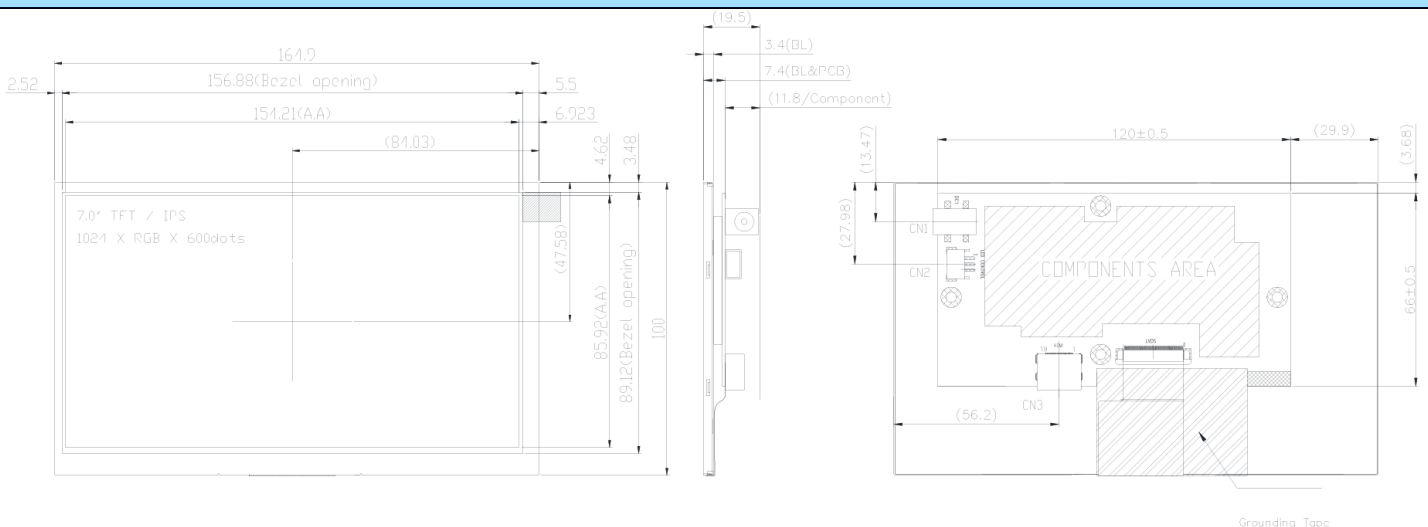 (19.5)
3.4(BL)
7.4(BL&PCB)
(11.8/Component)
164.9
2.52
156.88(Bezel opening)
5.5
154.21(A.A)
6.923
(84.03)
4.62
3.48
7.0" TFT / IPS
1024 X RGB X 600dots
(47.58)
85.92(A.A)
89.12(Bezel opening)
100
(13.47)
(27.98)
120±0.5
(29.9)
(3.68)
CN1
CN2
COMPONENTS AREA
66±0.5
LVDS
19
1
CN3
(56.2)
Grounding Tape